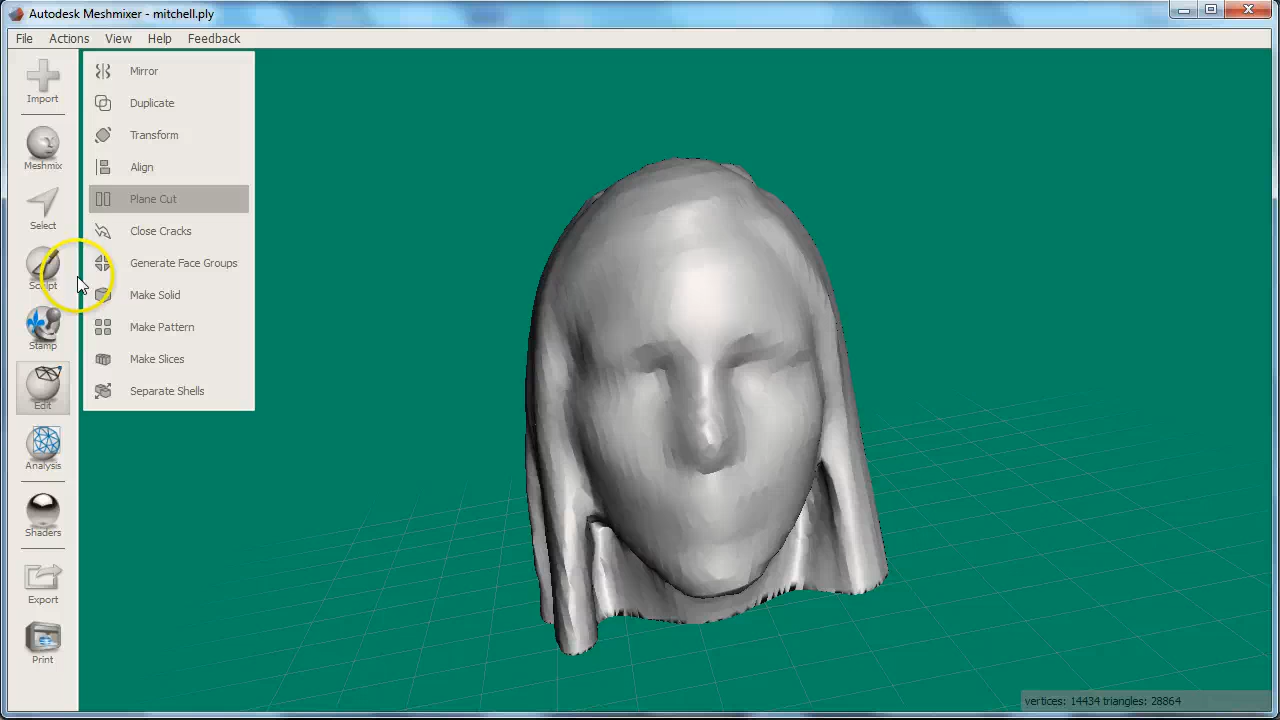 Autodesk Meshmixer - mitchell.ply
File Actions View Help Feedback
Import
Meshmix
Select
Sculpt
Stamp
Edit
Analysis
Shaders
Export
Print
Mirror
Duplicate
Transform
Align
Plane Cut
Close Cracks
Generate Face Groups
Make Solid
Make Pattern
Make Slices
Separate Shells
vertices: 14434 triangles: 28864